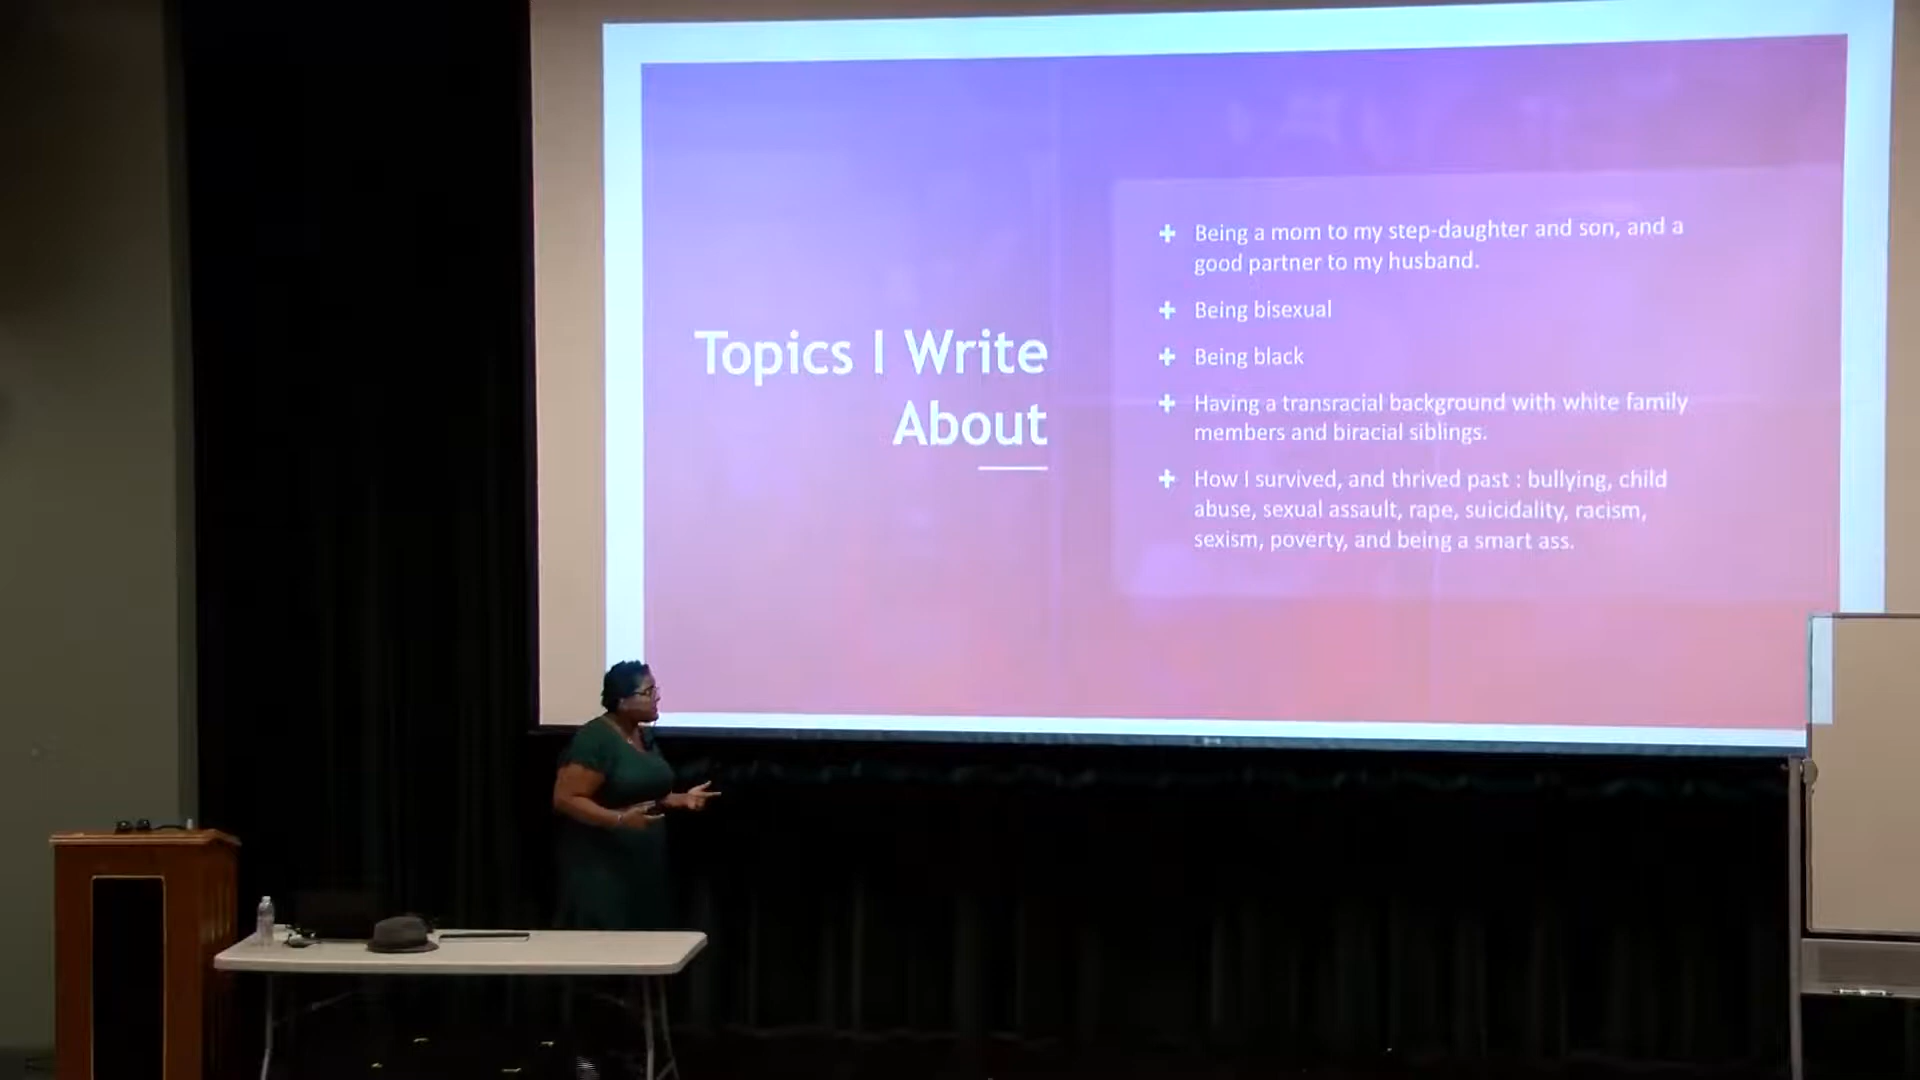 Topics I Write
About
Being a mom to my step-daughter and son, and a
good partner to my husband.
Being bisexual
Being black
Having a transracial background with white family
members and biracial siblings.
How I survived, and thrived past : bullying, child
abuse, sexual assault, rape, suicidality, racism,
sexism, poverty, and being a smart ass.